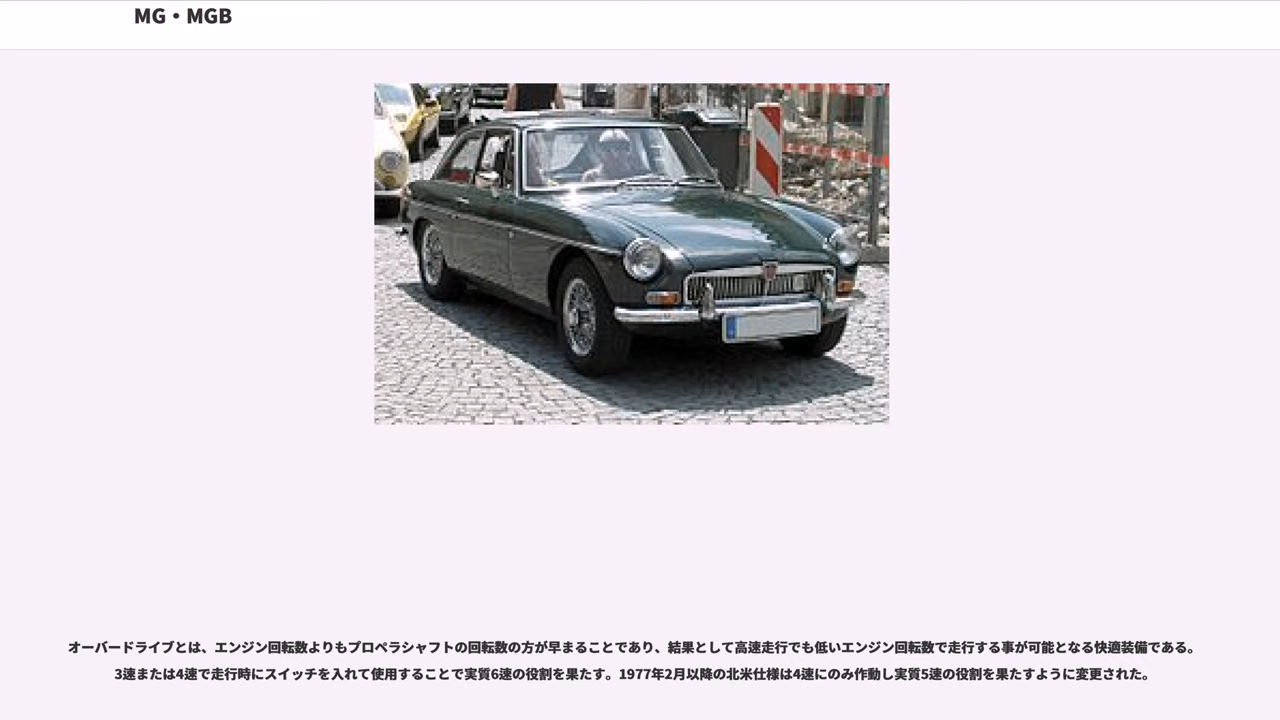 MG・MGB
オーバードライブとは、エンジン回転数よりもプロペラシャフトの回転数の方が早まることであり、結果として高速走行でも低いエンジン回転数で走行する事が可能となる快適装備である。
3速または4速で走行時にスイッチを入れて使用することで実質6速の役割を果たす。1977年2月以降の北米仕様は4速にのみ作動し実質5速の役割を果たすように変更された。